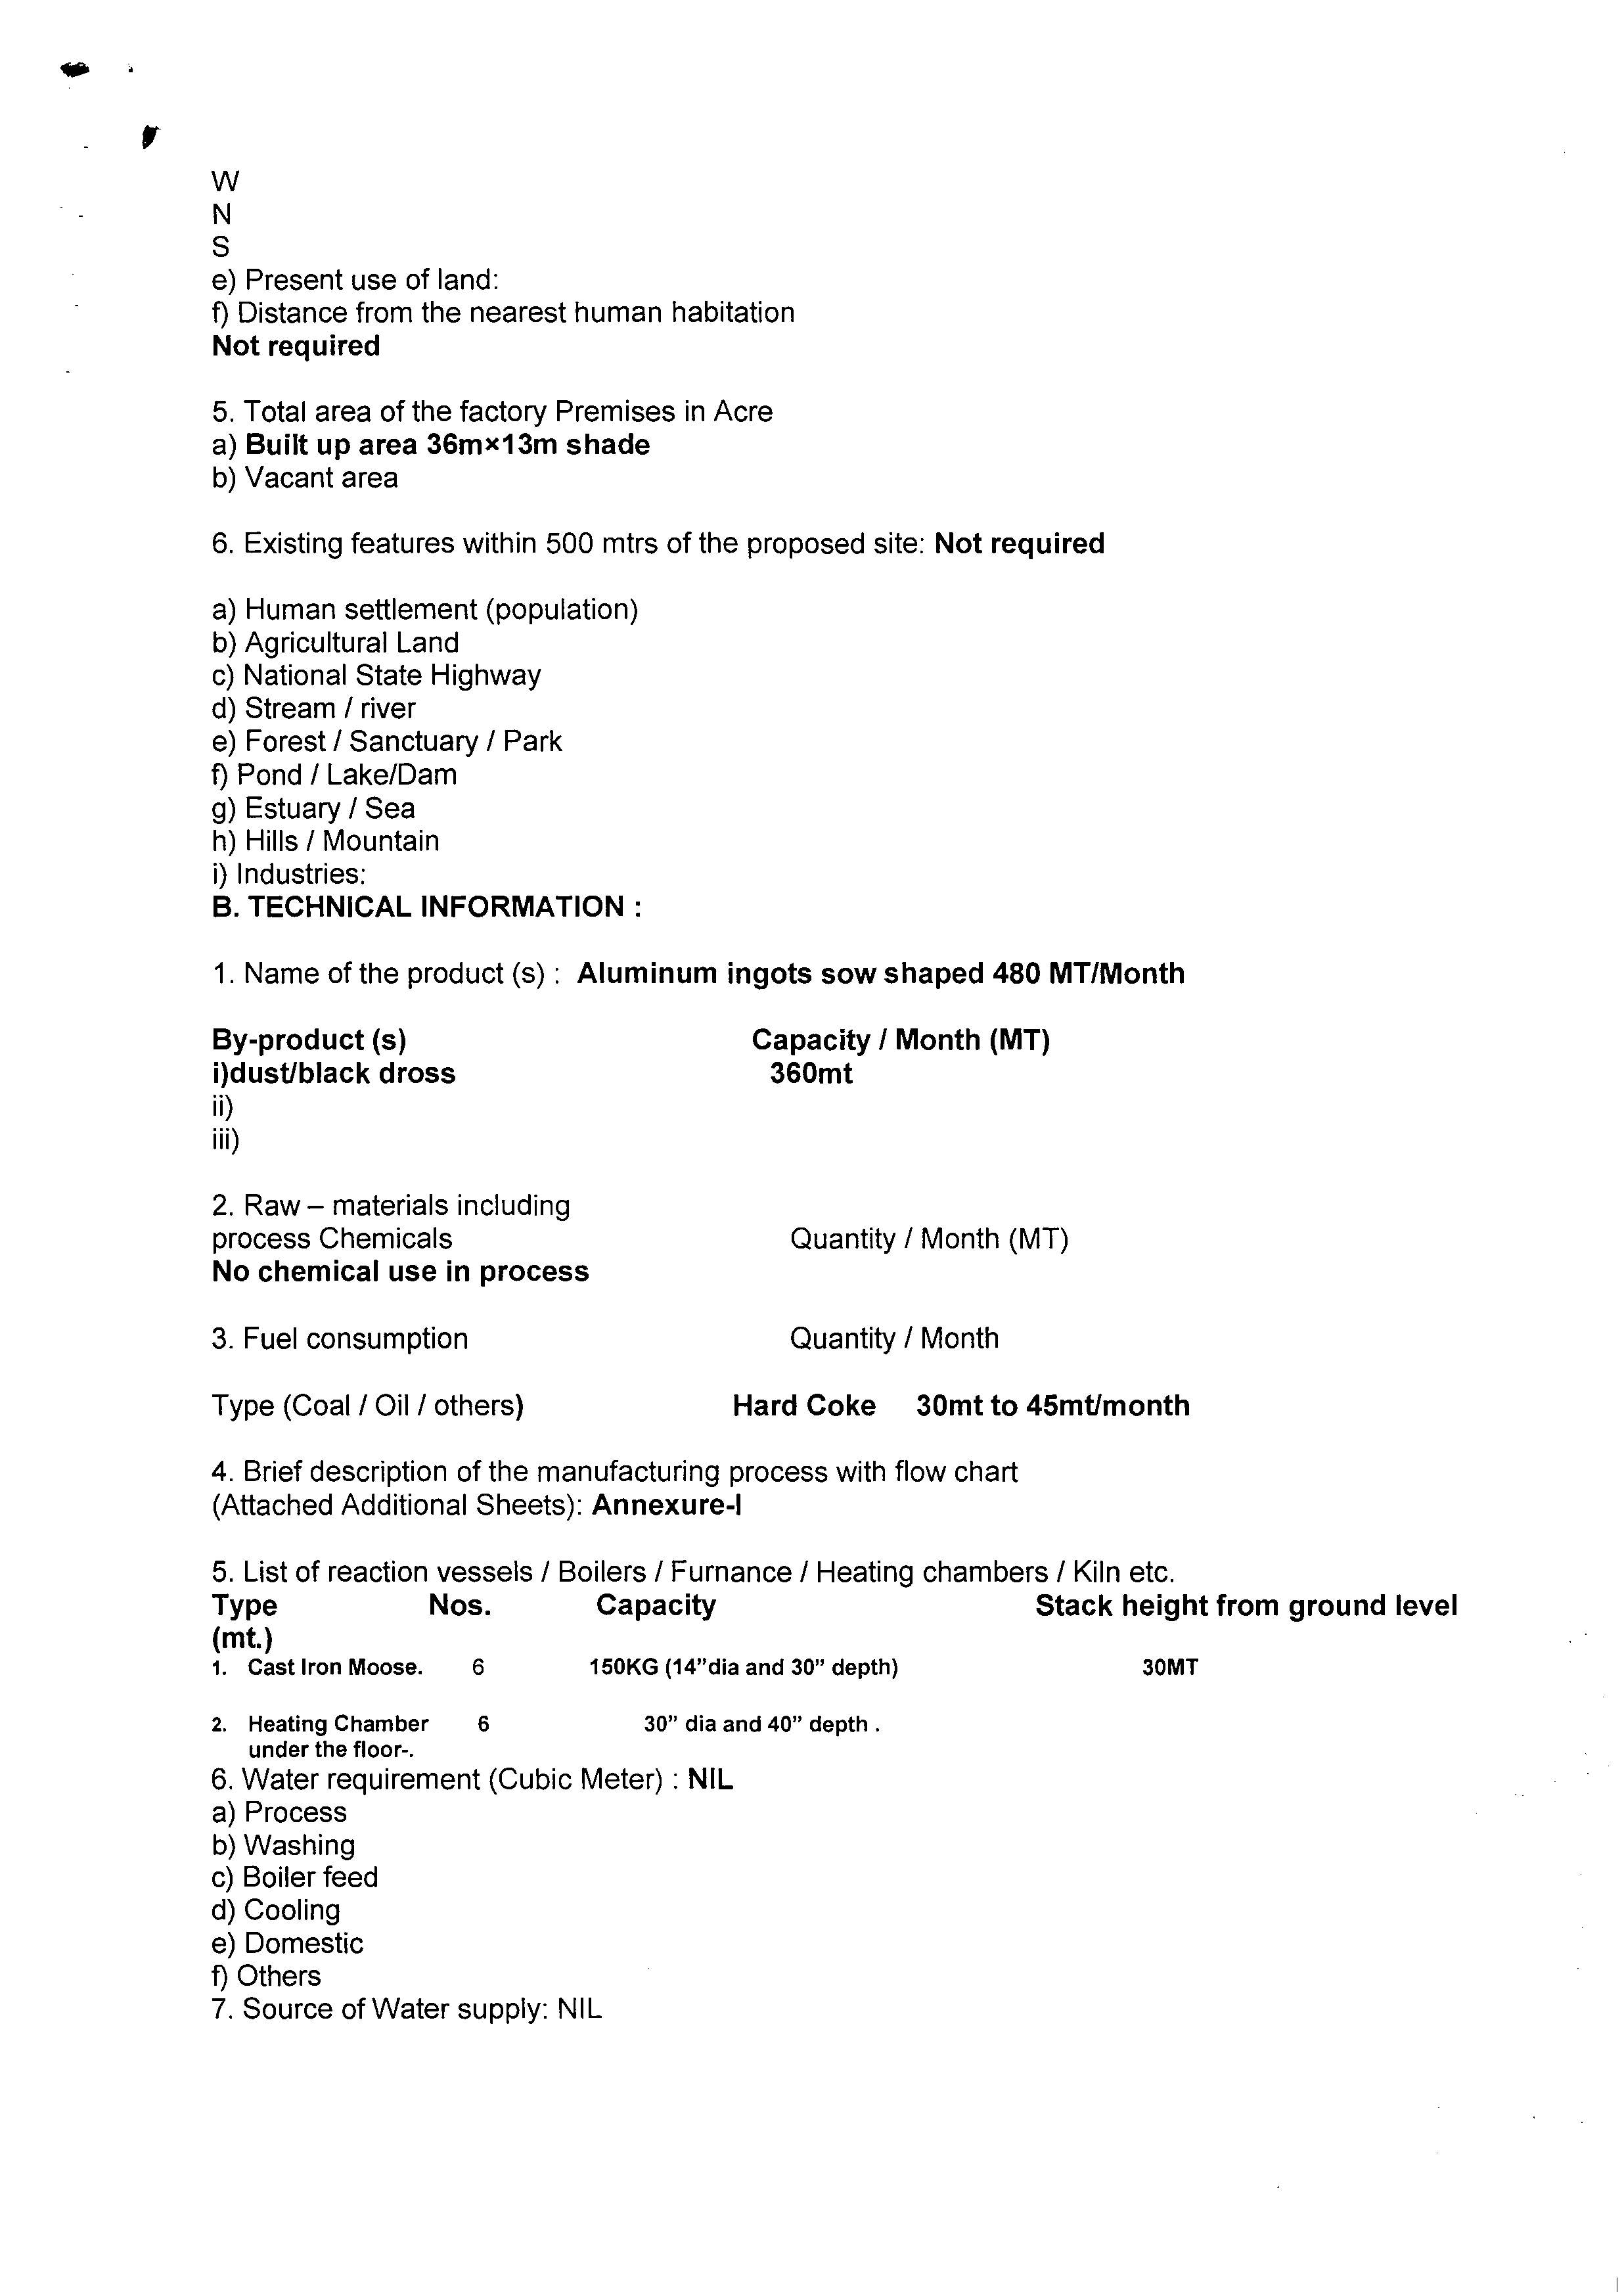 W
N
S
e) Present use of land:
f) Distance from the nearest human habitation
Not required
5. Total area of the factory Premises in Acre
a) Built up area 36m×13m shade
b) Vacant area
6. Existing features within 500 mtrs of the proposed site: Not required
a) Human settlement (population)
b) Agricultural Land
c) National State Highway
d) Stream / river
e) Forest / Sanctuary / Park
f) Pond / Lake/Dam
g) Estuary / Sea
h) Hills / Mountain
i) Industries:
B. TECHNICAL INFORMATION :
1. Name of the product (s) : Aluminum ingots sow shaped 480 MT/Month
By-product (s) Capacity / Month (MT)
i)dust/black dross 360mt
ii)
iii)
2. Raw – materials including
process Chemicals Quantity / Month (MT)
No chemical use in process
3. Fuel consumption Quantity / Month
Type (Coal / Oil / others) Hard Coke 30mt to 45mt/month
4. Brief description of the manufacturing process with flow chart
(Attached Additional Sheets): Annexure-I
5. List of reaction vessels / Boilers / Furnance / Heating chambers / Kiln etc.
Type Nos. Capacity Stack height from ground level
(mt.)
1. Cast Iron Moose. 6 150KG (14”dia and 30” depth) 30MT
2. Heating Chamber 6 30” dia and 40” depth .
under the floor-.
6. Water requirement (Cubic Meter) : NIL
a) Process
b) Washing
c) Boiler feed
d) Cooling
e) Domestic
f) Others
7. Source of Water supply: NIL